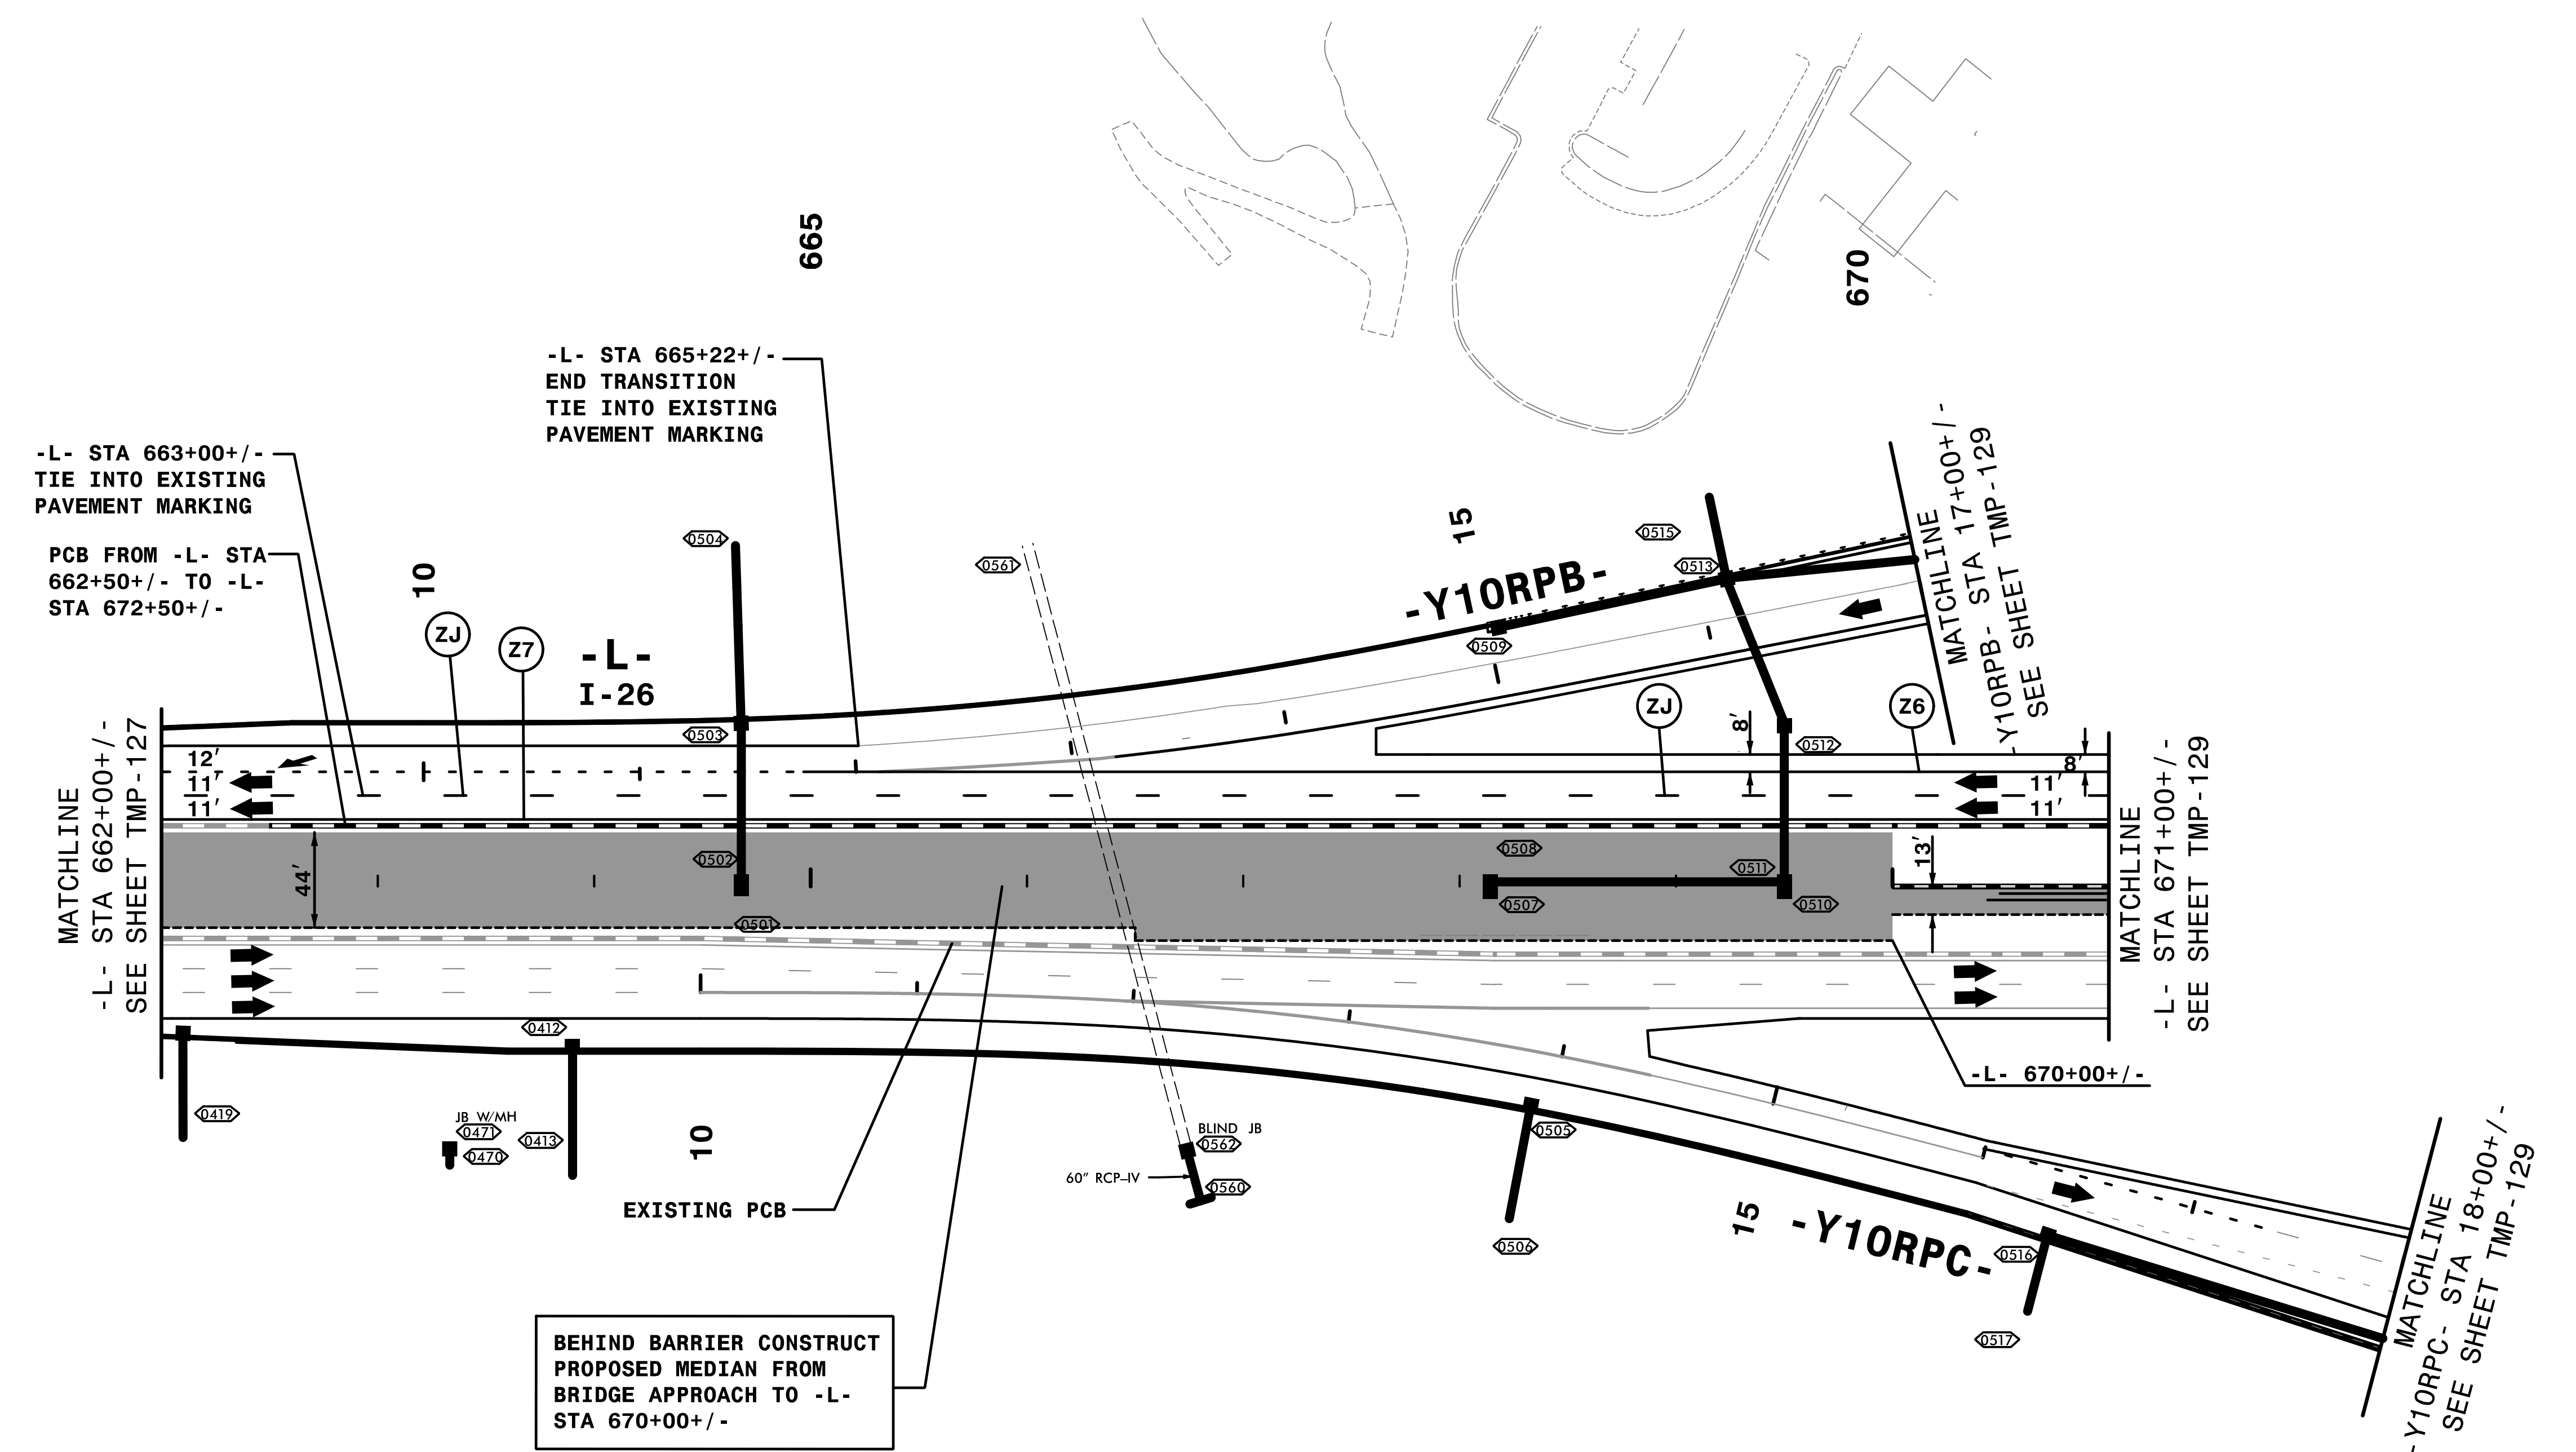 665
670
-L- STA 665+22+/-
END TRANSITION
TIE INTO EXISTING
PAVEMENT MARKING
-L- STA 663+00+/-
TIE INTO EXISTING
PAVEMENT MARKING
PCB FROM -L- STA
662+50+/- TO -L-
STA 672+50+/-
10
ZJ
Z7
-L-
I-26
0504
0503
0561
15
-Y10RPB-
0515
0513
0509
MATCHLINE
-Y10RPB- STA 17+00+/-
SEE SHEET TMP-129
ZJ
8'
Z6
0512
8'
MATCHLINE
-L- STA 662+00+/-
SEE SHEET TMP-127
12'
11'
11'
11'
11'
MATCHLINE
-L- STA 671+00+/-
SEE SHEET TMP-129
44'
0502
0501
0508
0507
0511
0510
13'
-L- 670+00+/-
0419
0412
0413
JB W/MH
0471
0470
10
BLIND JB
0562
60" RCP-IV
0560
0505
0506
EXISTING PCB
15
-Y10RPC-
0516
0517
MATCHLINE
-Y10RPC- STA 18+00+/-
SEE SHEET TMP-129
BEHIND BARRIER CONSTRUCT
PROPOSED MEDIAN FROM
BRIDGE APPROACH TO -L-
STA 670+00+/-